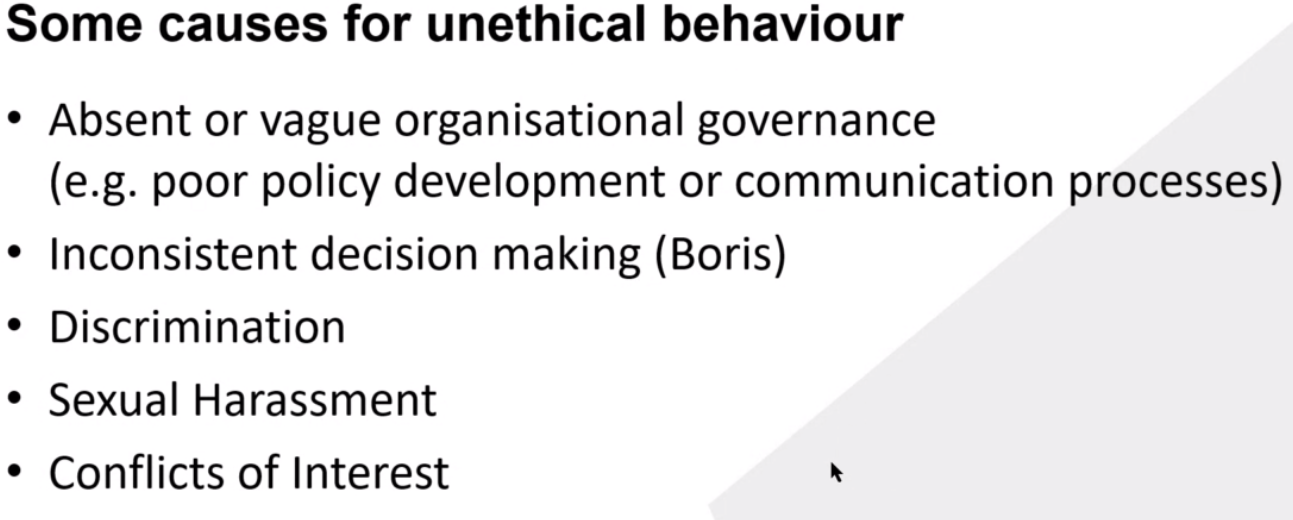 Some causes for unethical behaviour
• Absent or vague organisational governance
(e.g. poor policy development or communication processes)
• Inconsistent decision making (Boris)
• Discrimination
• Sexual Harassment
• Conflicts of Interest